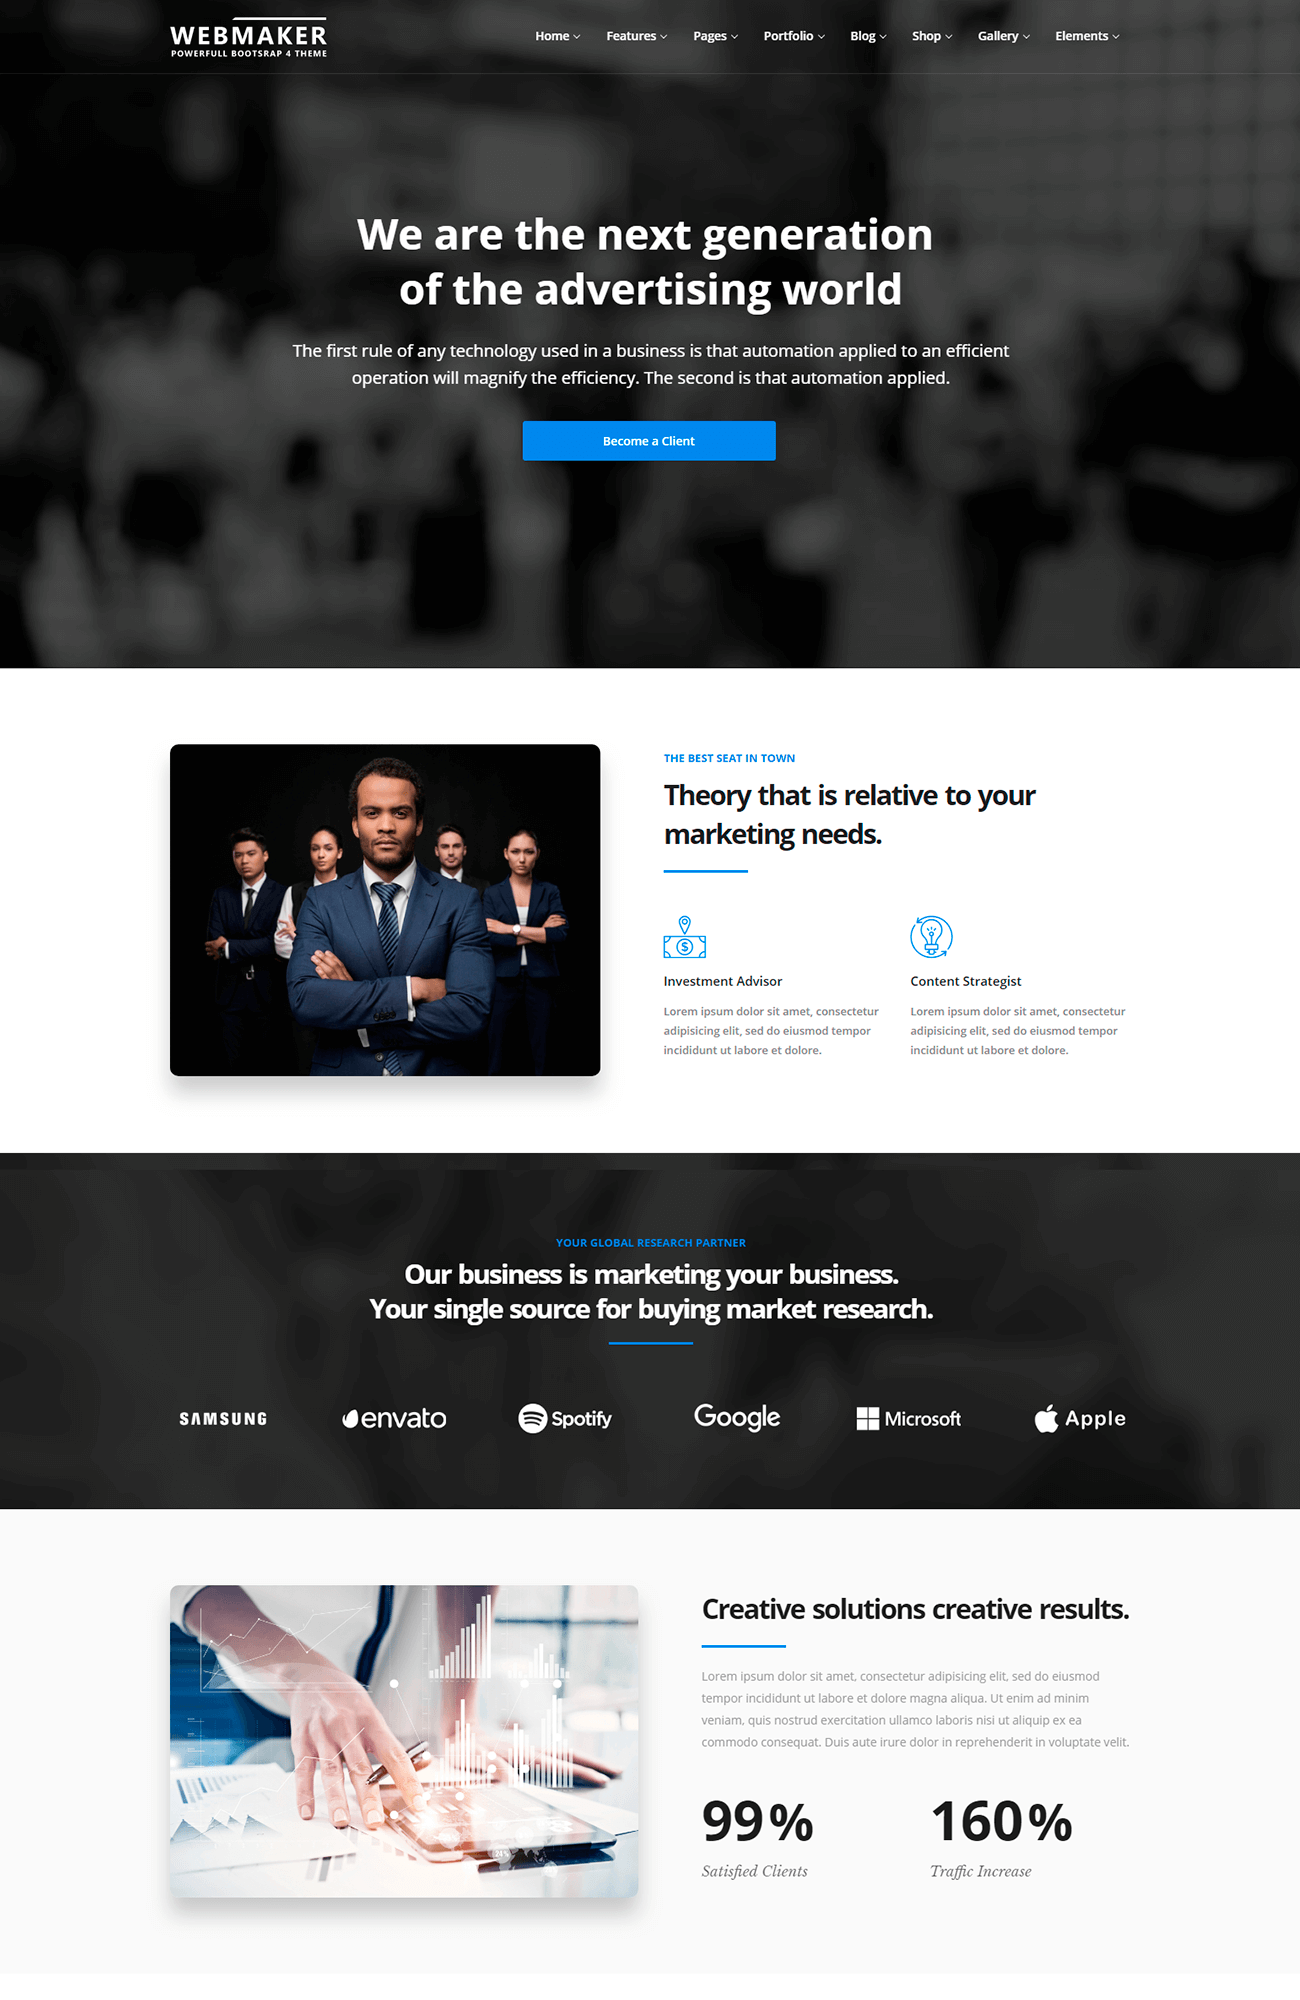 WEBMAKER
POWERFULL BOOTSRAP 4 THEME
Home Features Pages Portfolio Blog Shop Gallery Elements
We are the next generation
of the advertising world
The first rule of any technology used in a business is that automation applied to an efficient
operation will magnify the efficiency. The second is that automation applied.
Become a Client
THE BEST SEAT IN TOWN
Theory that is relative to your
marketing needs.
$
Investment Advisor
Lorem ipsum dolor sit amet, consectetur
adipisicing elit, sed do eiusmod tempor
incididunt ut labore et dolore.
Content Strategist
Lorem ipsum dolor sit amet, consectetur
adipisicing elit, sed do eiusmod tempor
incididunt ut labore et dolore.
YOUR GLOBAL RESEARCH PARTNER
Our business is marketing your business.
Your single source for buying market research.
SAMSUNG envato Spotify Google Microsoft Apple
Creative solutions creative results.
Lorem ipsum dolor sit amet, consectetur adipisicing elit, sed do eiusmod
tempor incididunt ut labore et dolore magna aliqua. Ut enim ad minim
veniam, quis nostrud exercitation ullamco laboris nisi ut aliquip ex ea
commodo consequat. Duis aute irure dolor in reprehenderit in voluptate velit.
99% 160%
Satisfied Clients Traffic Increase
24%